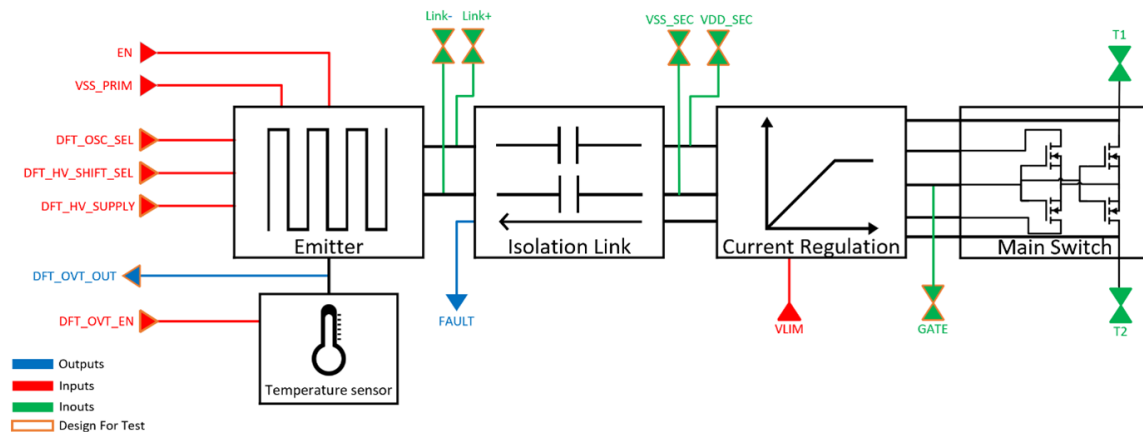 Link-
Link+
VSS_SEC
VDD_SEC
T1
EN
VSS_PRIM
DFT_OSC_SEL
DFT_HV_SHIFT_SEL
DFT_HV_SUPPLY
Emitter
Isolation Link
Current Regulation
Main Switch
DFT_OVT_OUT
DFT_OVT_EN
FAULT
VLIM
GATE
T2
Temperature sensor
Outputs
Inputs
Inouts
Design For Test